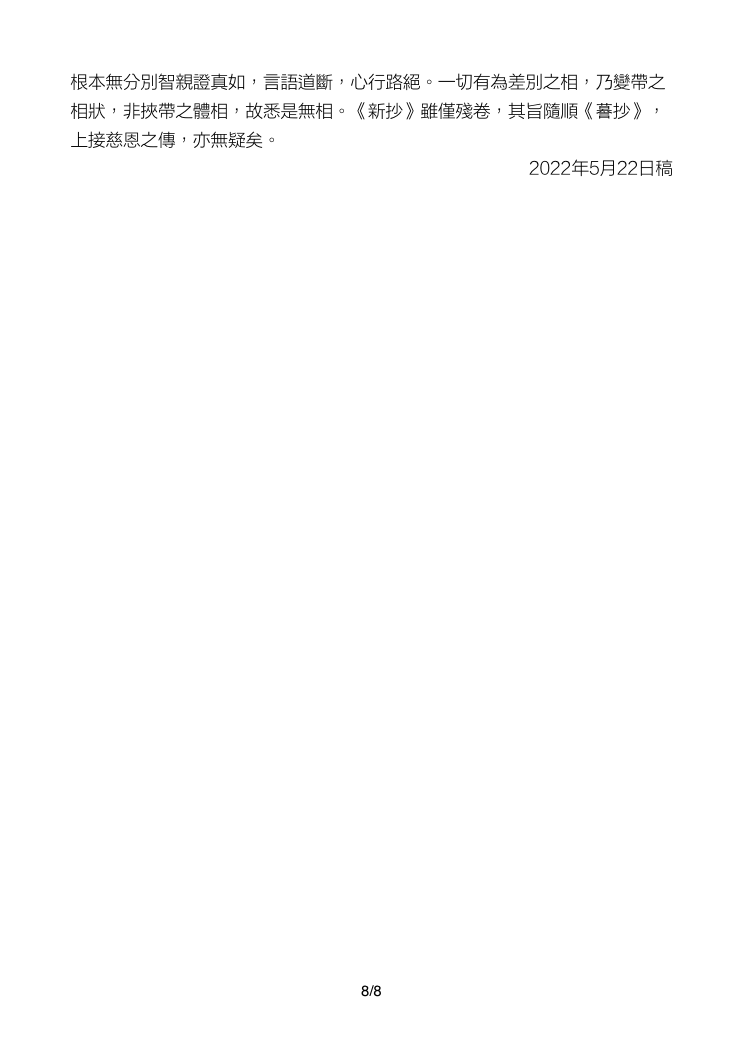 根本無分別智親證真如，言語道斷，心行路絕。一切有為差別之相，乃變帶之
相狀，非挾帶之體相，故悉是無相。《新抄》雖僅殘卷，其旨隨順《暮抄》，
上接慈恩之傳，亦無疑矣。
2022年5月22日稿
8/8